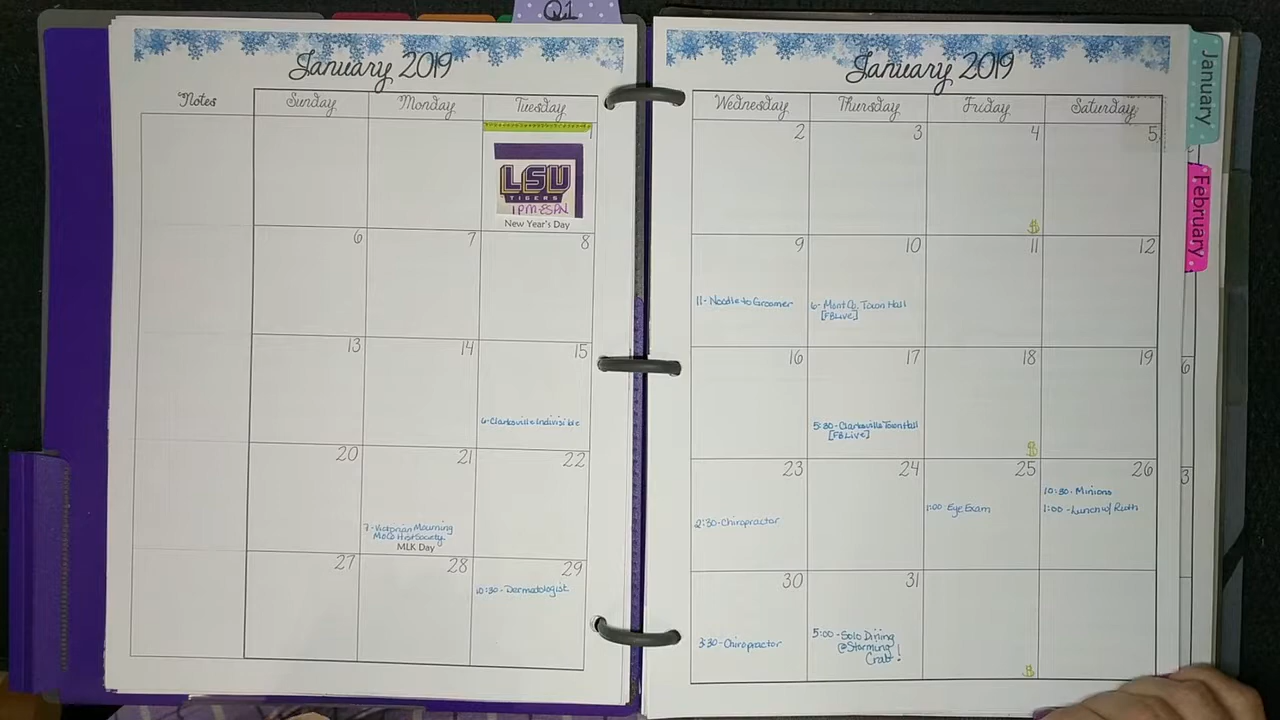 Q1
January 2019
Notes
Sunday
Monday
Tuesday
1
LSU
TIGERS
1PM-ESPN
New Year's Day
6
7
8
13
14
15
6-Clarksville Indivisible
20
21
22
7-Victorian Mourning
MoCo Hist Society
MLK Day
27
28
29
10:30-Dermatologist
January 2019
Wednesday
Thursday
Friday
Saturday
2
3
4
5
$
9
10
11
12
11-Noodle to Groomer
6-Mont Co. Town Hall
[FB Live]
16
17
18
19
5:30-Clarksville Town Hall
[FB Live]
$
23
24
25
26
2:30-Chiropractor
1:00 Eye Exam
10:30-Minions
1:00-Lunch w/ Ruth
30
31
3:30-Chiropractor
5:00-Solo Dining
@Starming
Crab!
$
January
February
6
3